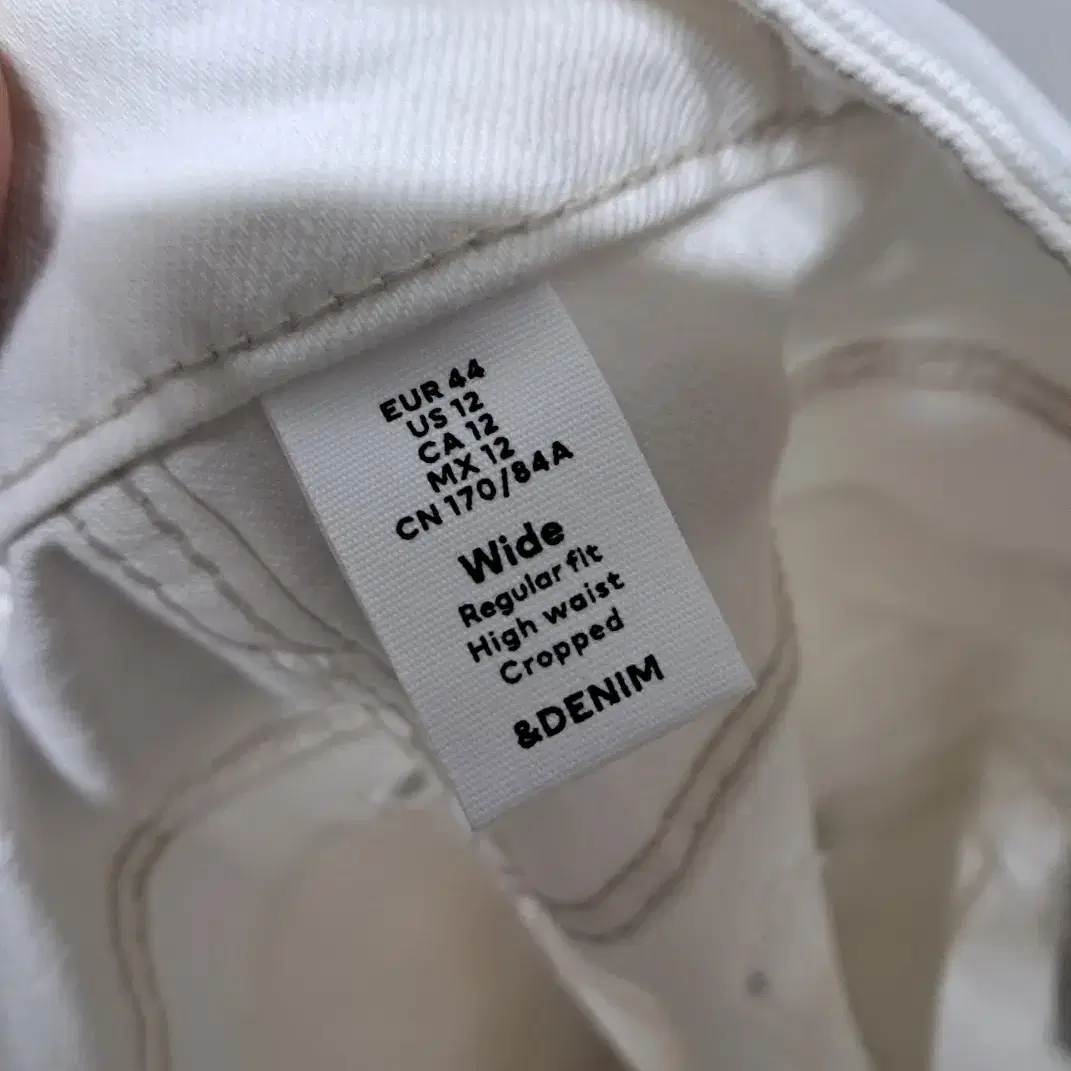 EUR 44
US 12
CA 12
MX 12
CN 170/84A
Wide
Regular fit
High waist
Cropped
&DENIM